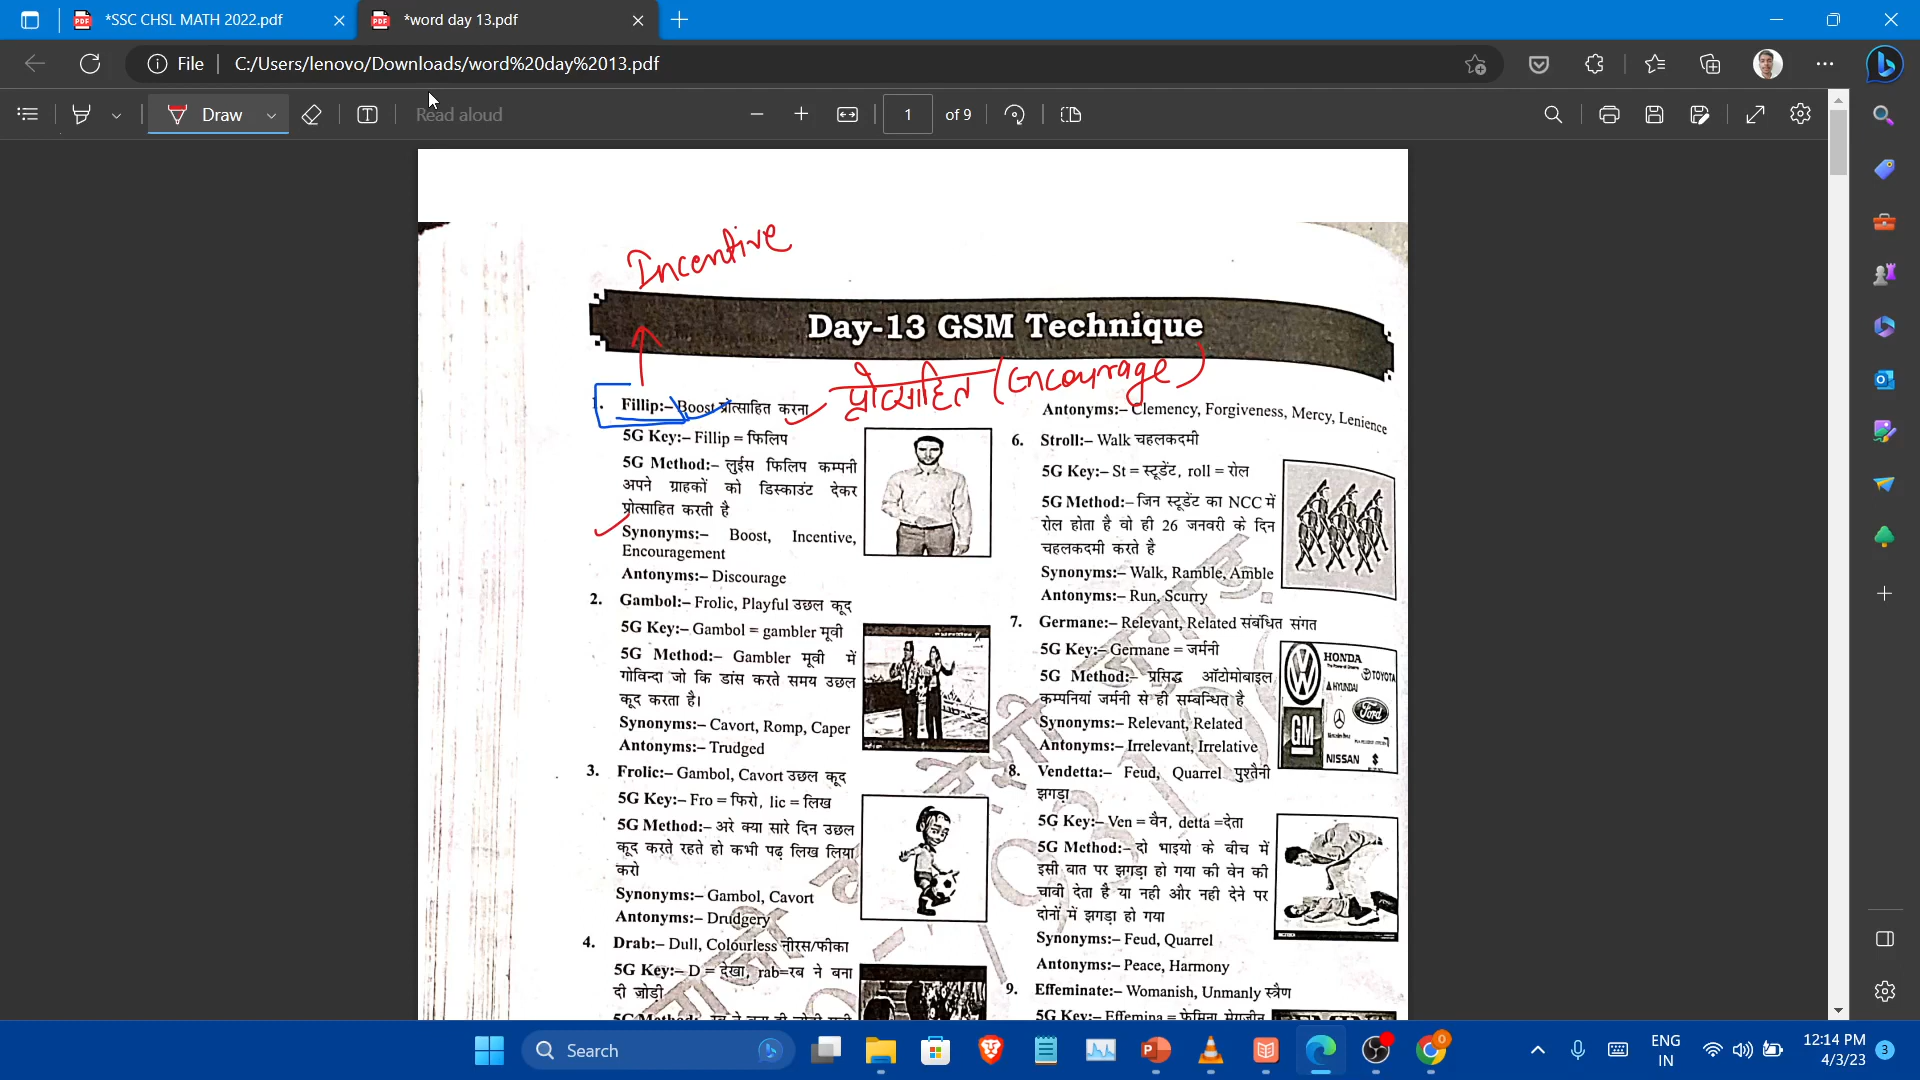 *SSC CHSL MATH 2022.pdf
*word day 13.pdf
File
C:/Users/lenovo/Downloads/word%20day%2013.pdf
Draw
Read aloud
1
of 9
Incentive
Day-13 GSM Technique
प्रोत्साहित (Encourage)
1. Fillip:– Boost प्रोत्साहित करना
5G Key:– Fillip = फिलिप
5G Method:– लुईस फिलिप कम्पनी
अपने ग्राहकों को डिस्काउंट देकर
प्रोत्साहित करती है
Synonyms:– Boost, Incentive,
Encouragement
Antonyms:– Discourage
2. Gambol:– Frolic, Playful उछल कूद
5G Key:– Gambol = gambler मूवी
5G Method:– Gambler मूवी में
गोविन्दा जो कि डांस करते समय उछल
कूद करता है।
Synonyms:– Cavort, Romp, Caper
Antonyms:– Trudged
3. Frolic:– Gambol, Cavort उछल कूद
5G Key:– Fro = फिरो, lic = लिख
5G Method:– अरे क्या सारे दिन उछल
कूद करते रहते हो कभी पढ़ लिख लिया
करो
Synonyms:– Gambol, Cavort
Antonyms:– Drudgery
4. Drab:– Dull, Colourless नीरस/फीका
5G Key:– D = देखा, rab=रब ने बना
दी जोड़ी
Antonyms:– Clemency, Forgiveness, Mercy, Lenience
6. Stroll:– Walk चहलकदमी
5G Key:– St = स्टूडेंट, roll = रोल
5G Method:– जिन स्टूडेंट का NCC में
रोल होता है वो ही 26 जनवरी के दिन
चहलकदमी करते है
Synonyms:– Walk, Ramble, Amble
Antonyms:– Run, Scurry
7. Germane:– Relevant, Related संबंधित संगत
5G Key:– Germane = जर्मनी
5G Method:– प्रसिद्ध ऑटोमोबाइल
कम्पनियां जर्मनी से ही सम्बन्धित है
Synonyms:– Relevant, Related
Antonyms:– Irrelevant, Irrelative
HONDA
TOYOTA
HYUNDAI
Ford
GM
NISSAN
8. Vendetta:– Feud, Quarrel पुश्तैनी
झगड़ा
5G Key:– Ven = वैन, detta =देता
5G Method:– दो भाइयो के बीच में
इसी बात पर झगड़ा हो गया की वेन की
चावी देता है या नही और नही देने पर
दोनों में झगड़ा हो गया
Synonyms:– Feud, Quarrel
Antonyms:– Peace, Harmony
9. Effeminate:– Womanish, Unmanly स्त्रैण
5G Key:– Effemina = फेमिना मेगजीन
Search
ENG
IN
12:14 PM
4/3/23
3